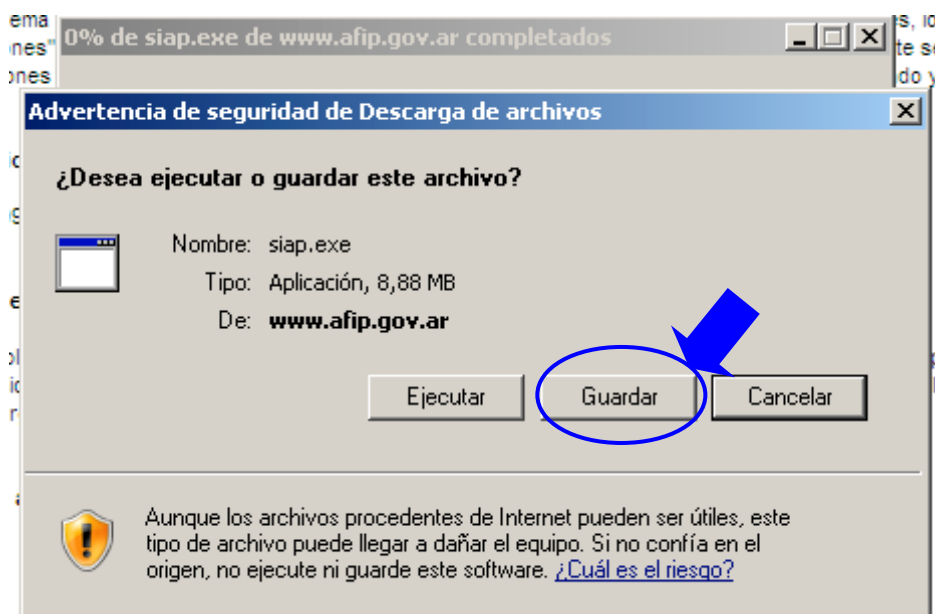 0% de siap.exe de www.afip.gov.ar completados
Advertencia de seguridad de Descarga de archivos
¿Desea ejecutar o guardar este archivo?
Nombre: siap.exe
Tipo: Aplicación, 8,88 MB
De: www.afip.gov.ar
Ejecutar Guardar Cancelar
Aunque los archivos procedentes de Internet pueden ser útiles, este
tipo de archivo puede llegar a dañar el equipo. Si no confía en el
origen, no ejecute ni guarde este software. ¿Cuál es el riesgo?